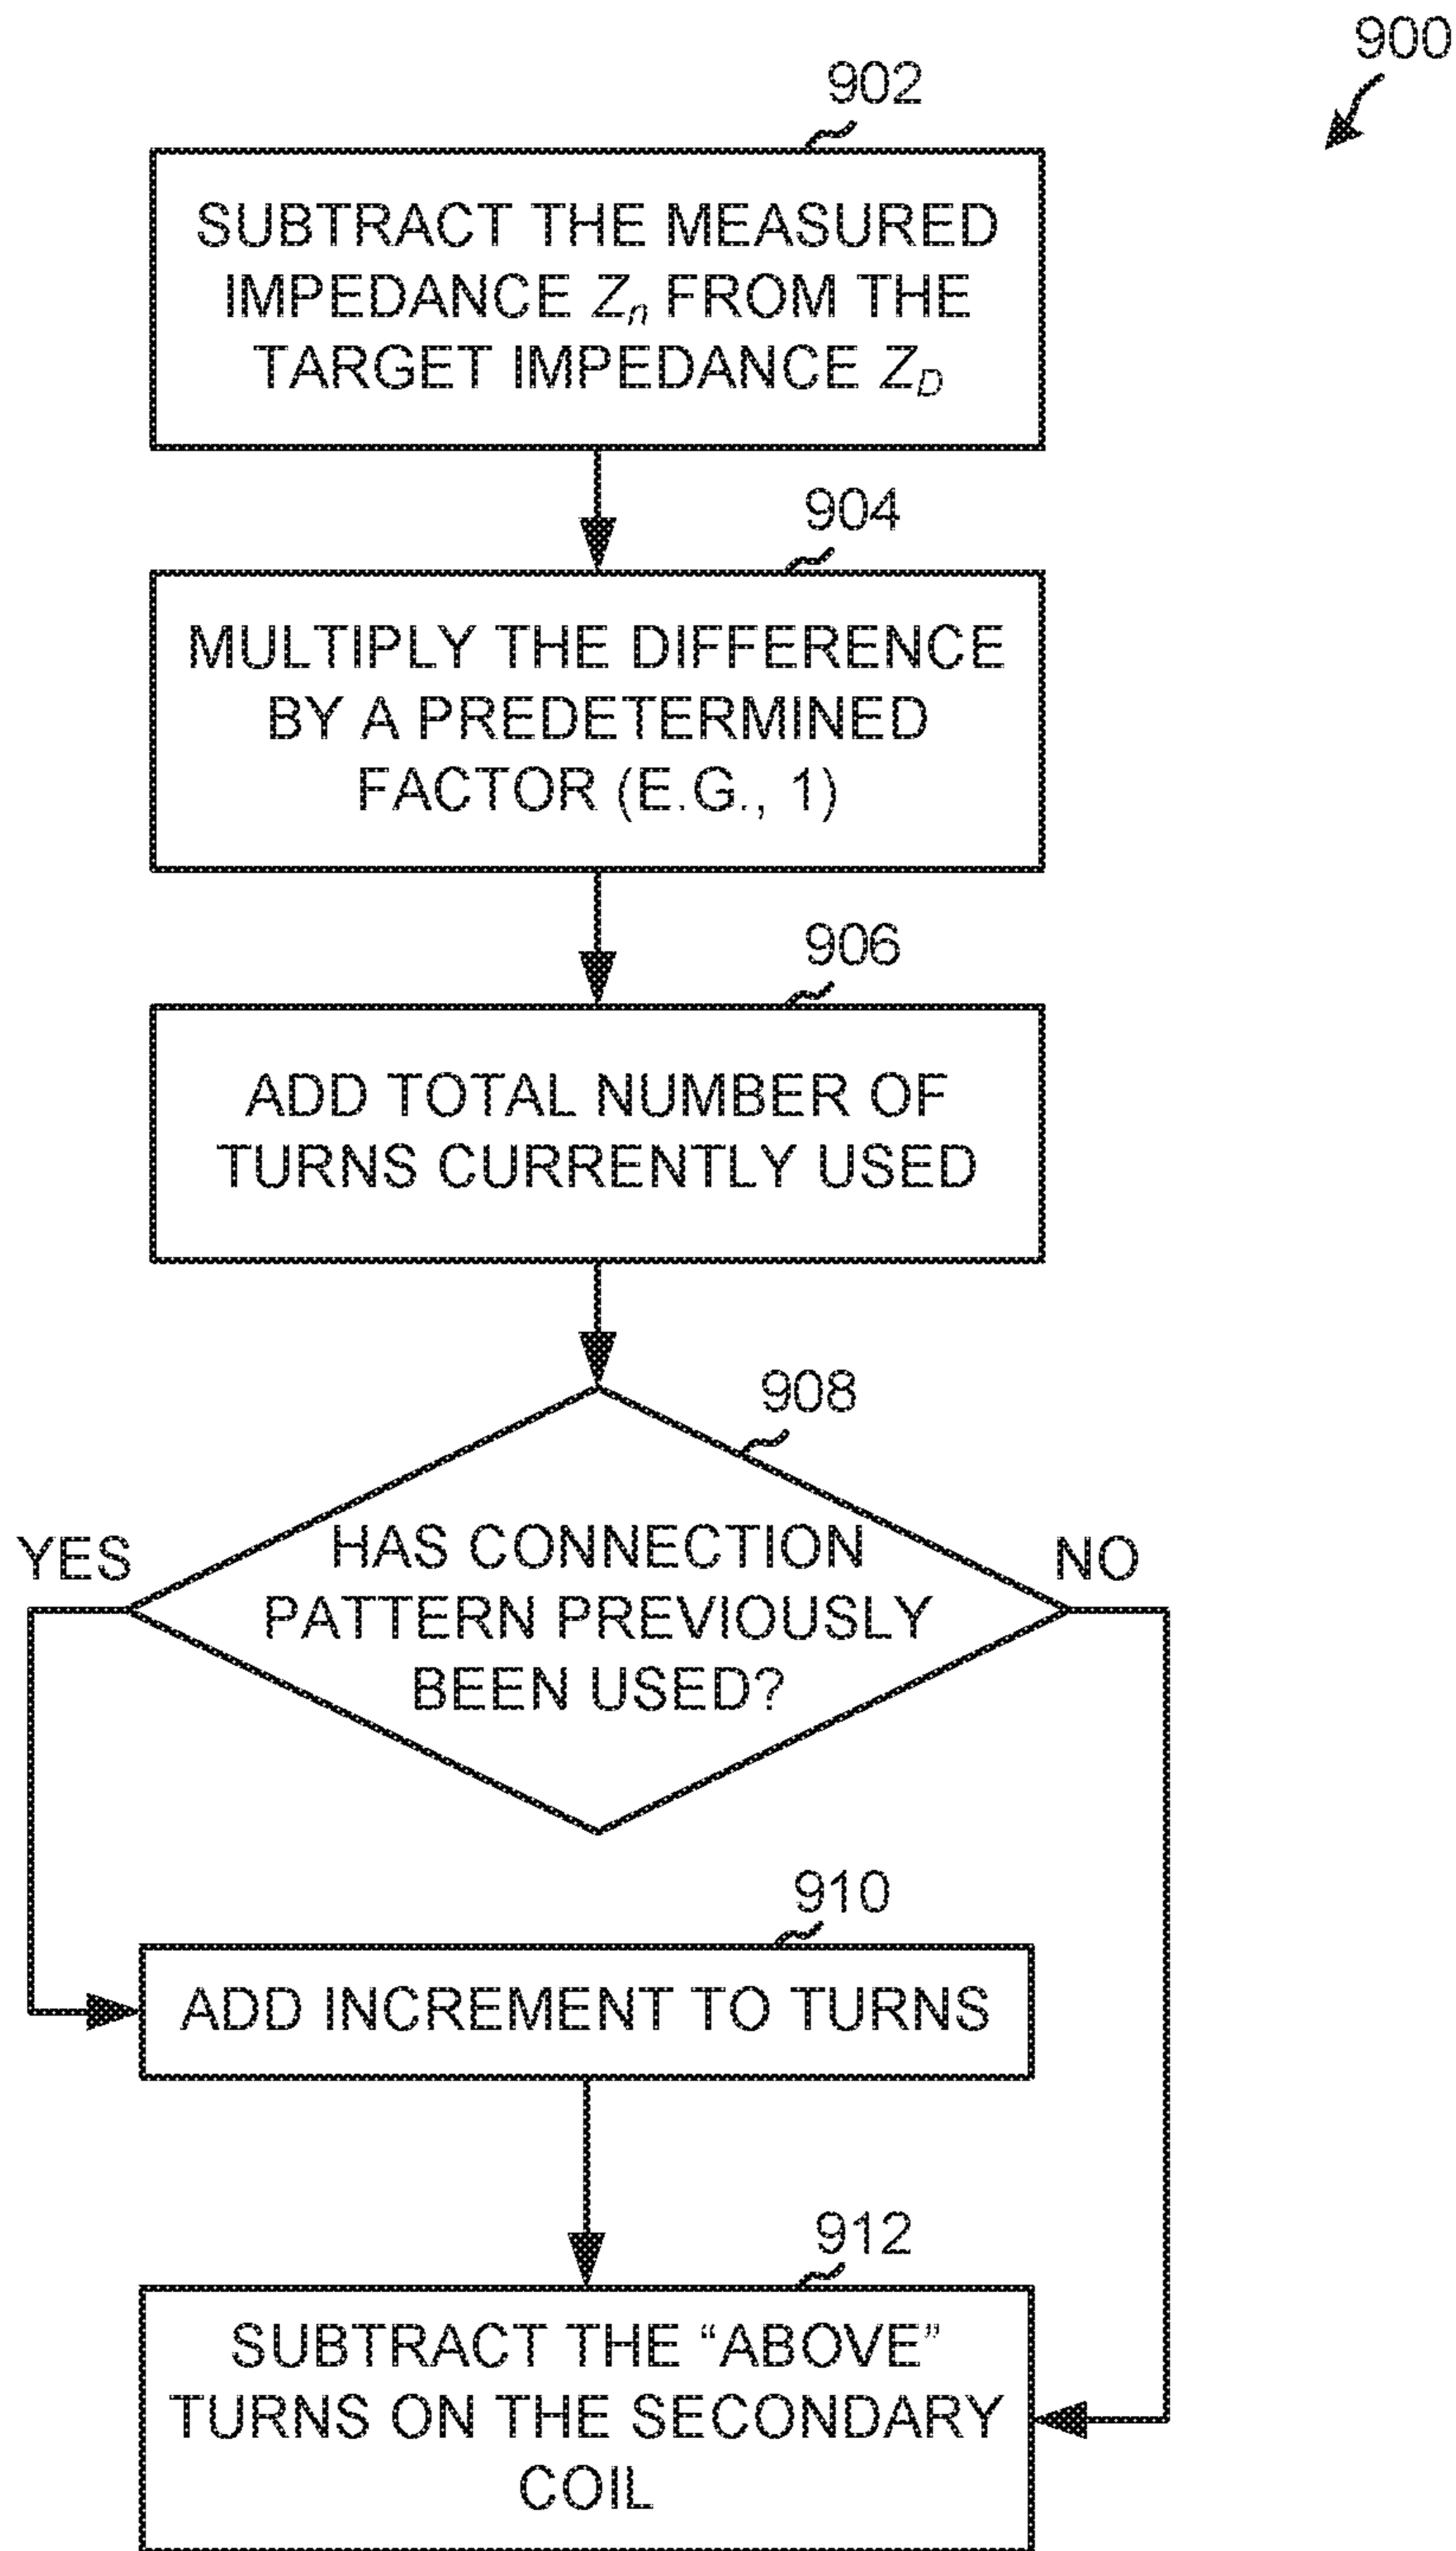 900
902
SUBTRACT THE MEASURED
IMPEDANCE Zn FROM THE
TARGET IMPEDANCE ZD
904
MULTIPLY THE DIFFERENCE
BY A PREDETERMINED
FACTOR (E.G., 1)
906
ADD TOTAL NUMBER OF
TURNS CURRENTLY USED
908
HAS CONNECTION
PATTERN PREVIOUSLY
BEEN USED?
YES
NO
910
ADD INCREMENT TO TURNS
912
SUBTRACT THE “ABOVE”
TURNS ON THE SECONDARY
COIL